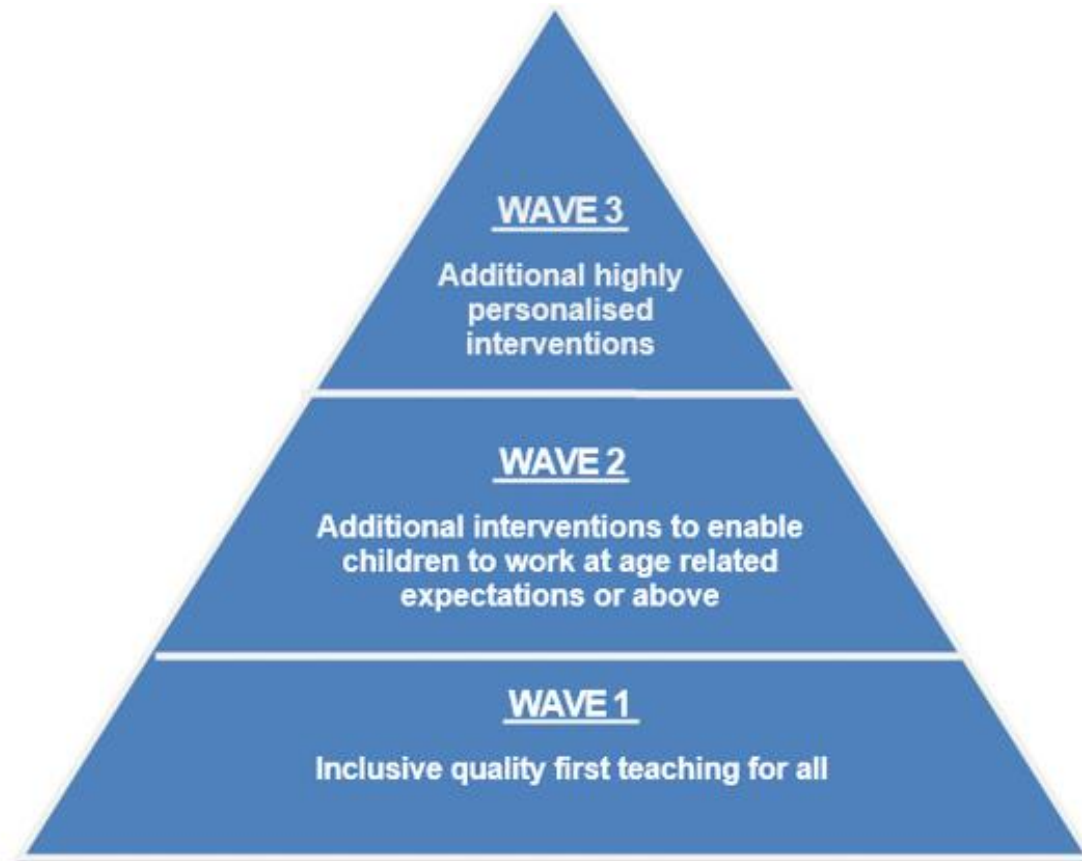 WAVE 3
Additional highly
personalised
interventions
WAVE 2
Additional interventions to enable
children to work at age related
expectations or above
WAVE 1
Inclusive quality first teaching for all